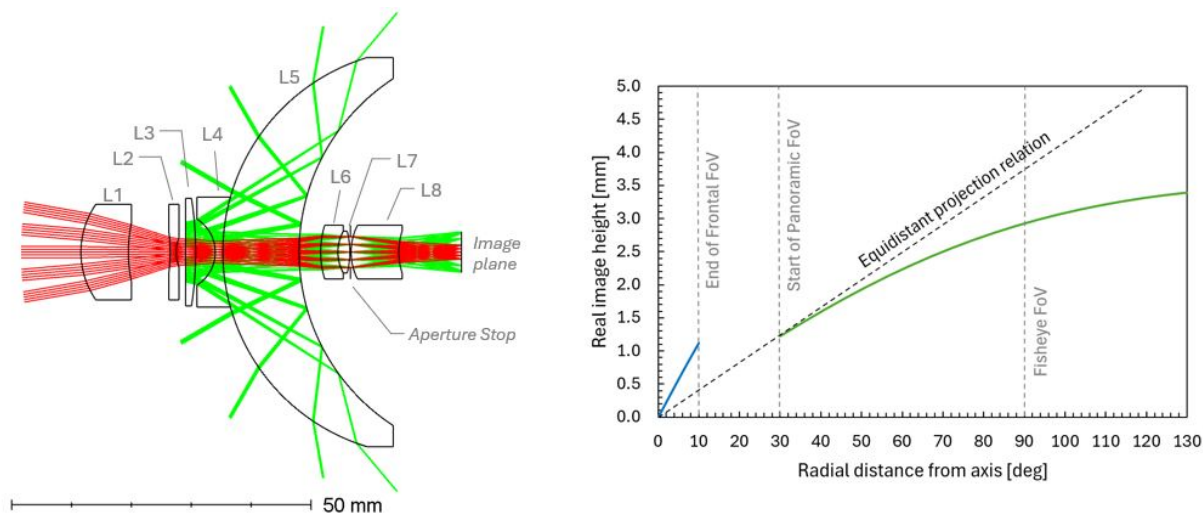 L5
L3
L4
L2
L7
L6
L1
L8
Image
plane
Aperture Stop
50 mm
Real image height [mm]
5.0
4.5
4.0
3.5
3.0
2.5
2.0
1.5
1.0
0.5
0.0
End of Frontal FoV
Start of Panoramic FoV
Equidistant projection relation
Fisheye FoV
0 10 20 30 40 50 60 70 80 90 100 110 120 130
Radial distance from axis [deg]